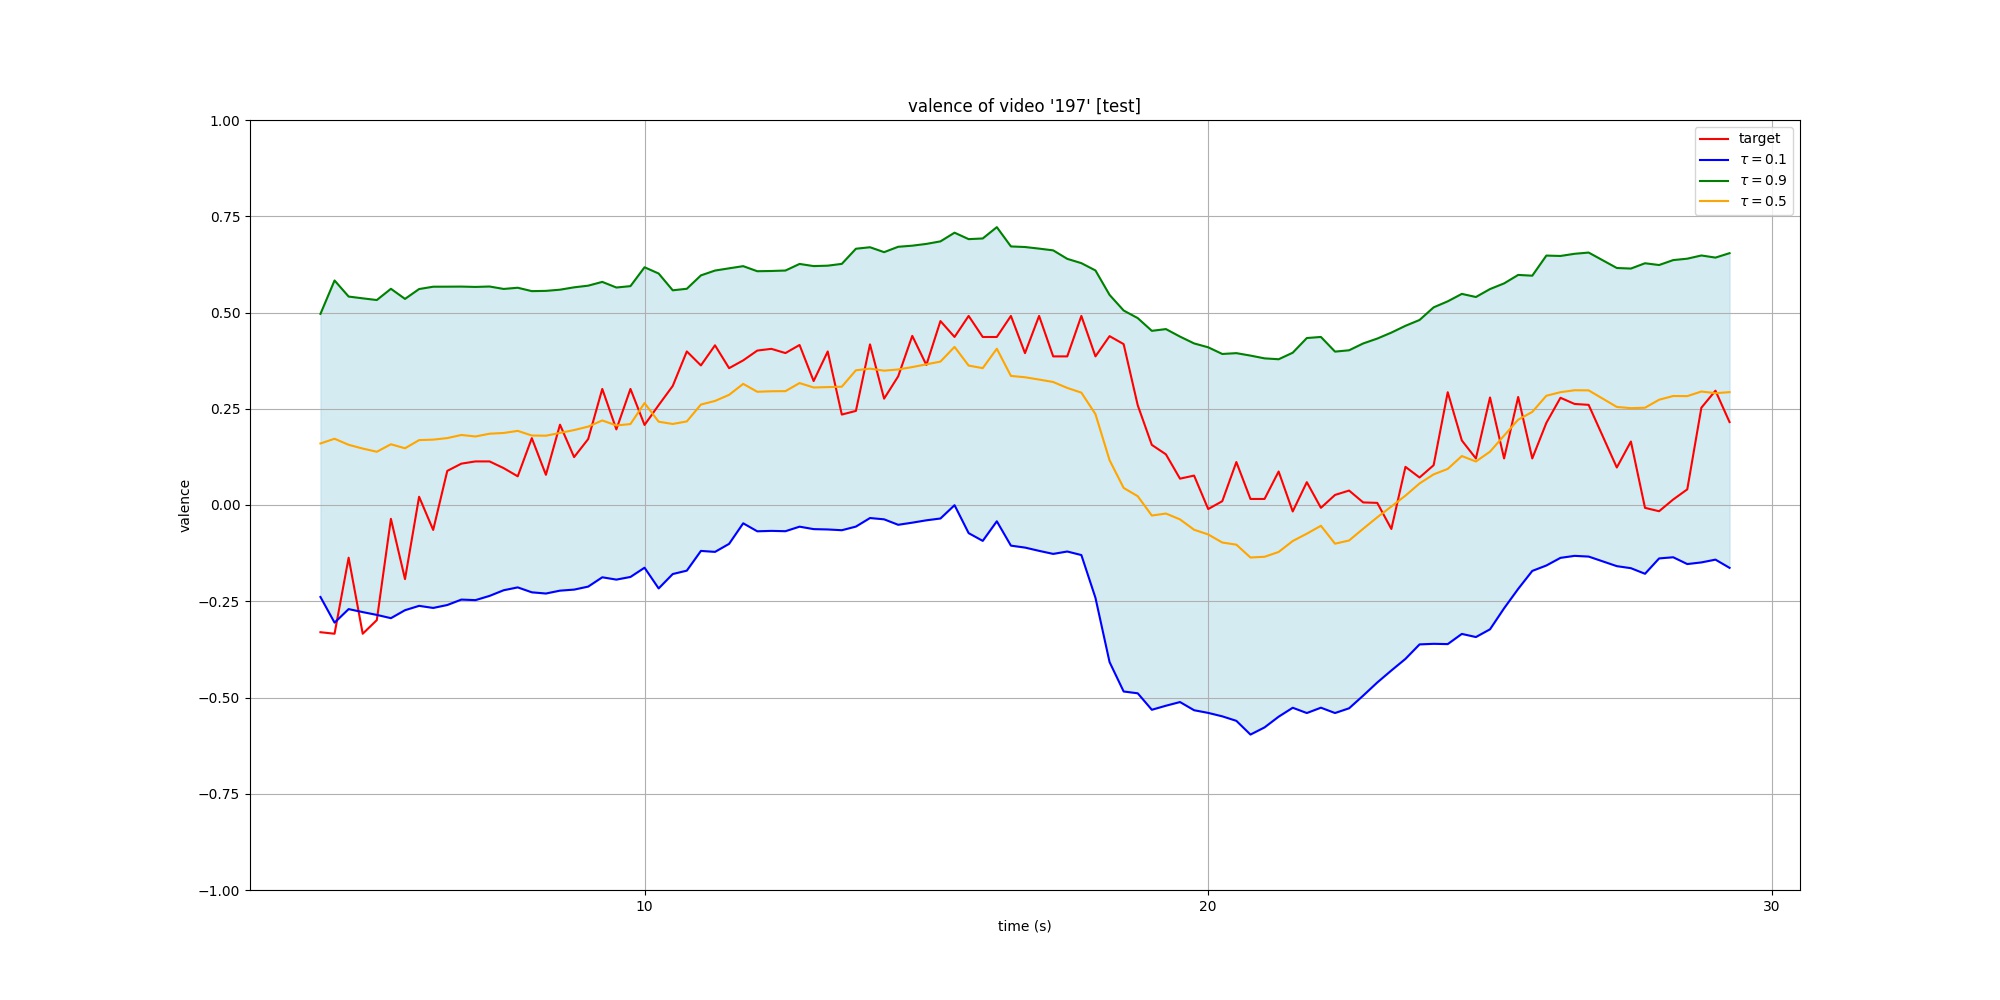 valence of video '197' [test]
1.00
0.75
0.50
0.25
0.00
−0.25
−0.50
−0.75
−1.00
valence
10
20
30
time (s)
target
τ = 0.1
τ = 0.9
τ = 0.5